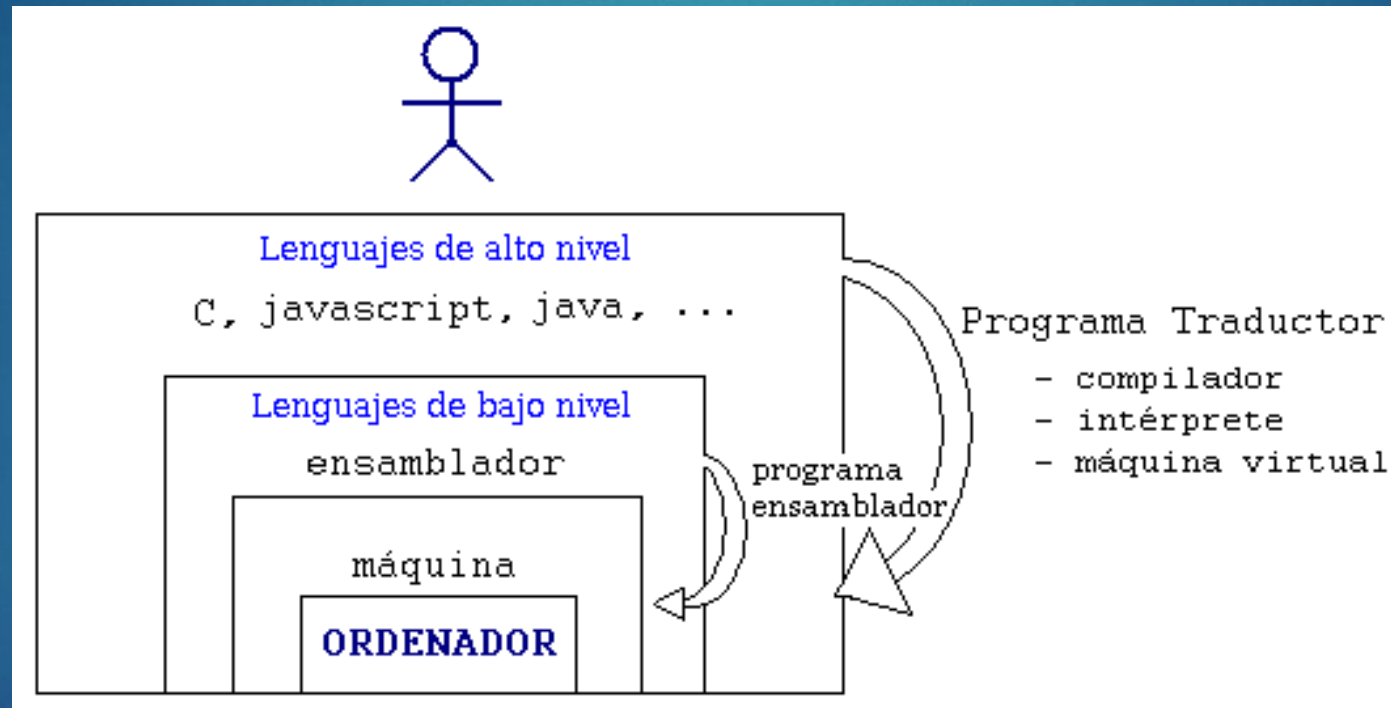 Lenguajes de alto nivel
C, javascript, java, ...
Programa Traductor
- compilador
- intérprete
- máquina virtual
Lenguajes de bajo nivel
ensamblador
programa
ensamblador
máquina
ORDENADOR